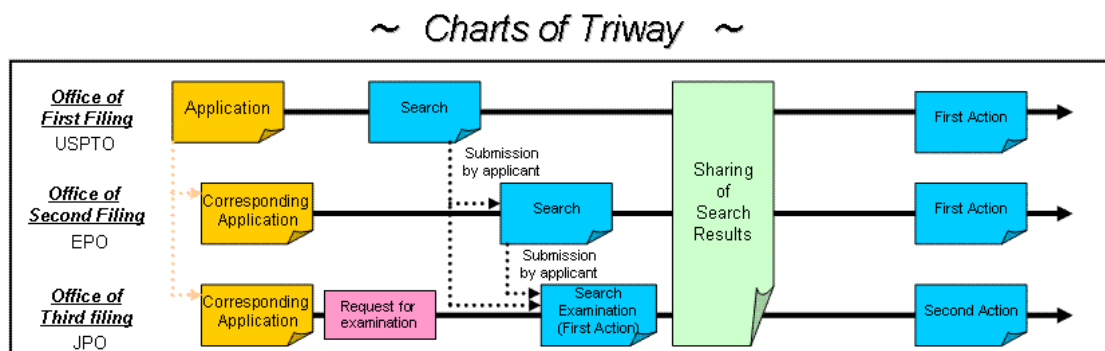 ~ Charts of Triway ~
Office of
First Filing
USPTO
Application
Search
Submission
by applicant
Sharing
of
Search
Results
First Action
Office of
Second Filing
EPO
Corresponding
Application
Search
Submission
by applicant
First Action
Office of
Third filing
JPO
Corresponding
Application
Request for
examination
Search
Examination
(First Action)
Second Action